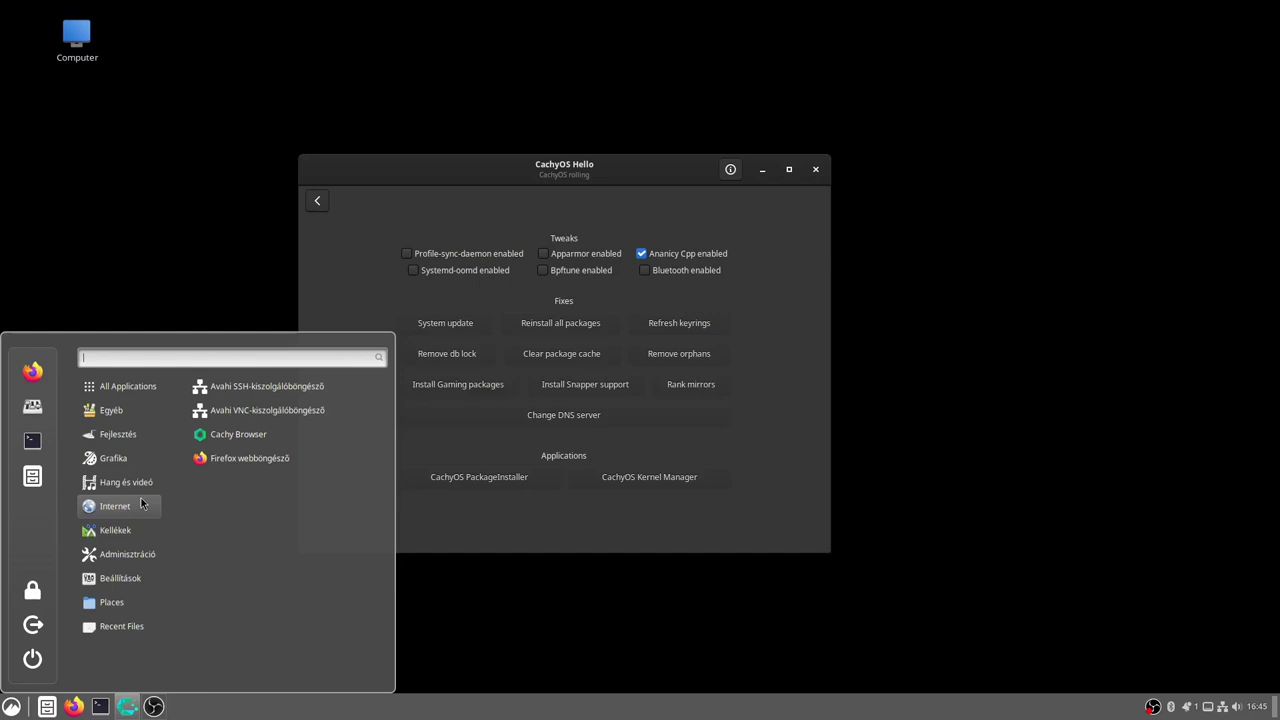 Computer
CachyOS Hello
CachyOS rolling
Tweaks
Profile-sync-daemon enabled
Apparmor enabled
Ananicy Cpp enabled
Systemd-oomd enabled
Bpftune enabled
Bluetooth enabled
Fixes
System update
Reinstall all packages
Refresh keyrings
Remove db lock
Clear package cache
Remove orphans
Install Gaming packages
Install Snapper support
Rank mirrors
Change DNS server
Applications
CachyOS PackageInstaller
CachyOS Kernel Manager
All Applications
Egyéb
Fejlesztés
Grafika
Hang és videó
Internet
Kellékek
Adminisztráció
Beállítások
Places
Recent Files
Avahi SSH-kiszolgálóböngésző
Avahi VNC-kiszolgálóböngésző
Cachy Browser
Firefox webböngésző
1
16:45